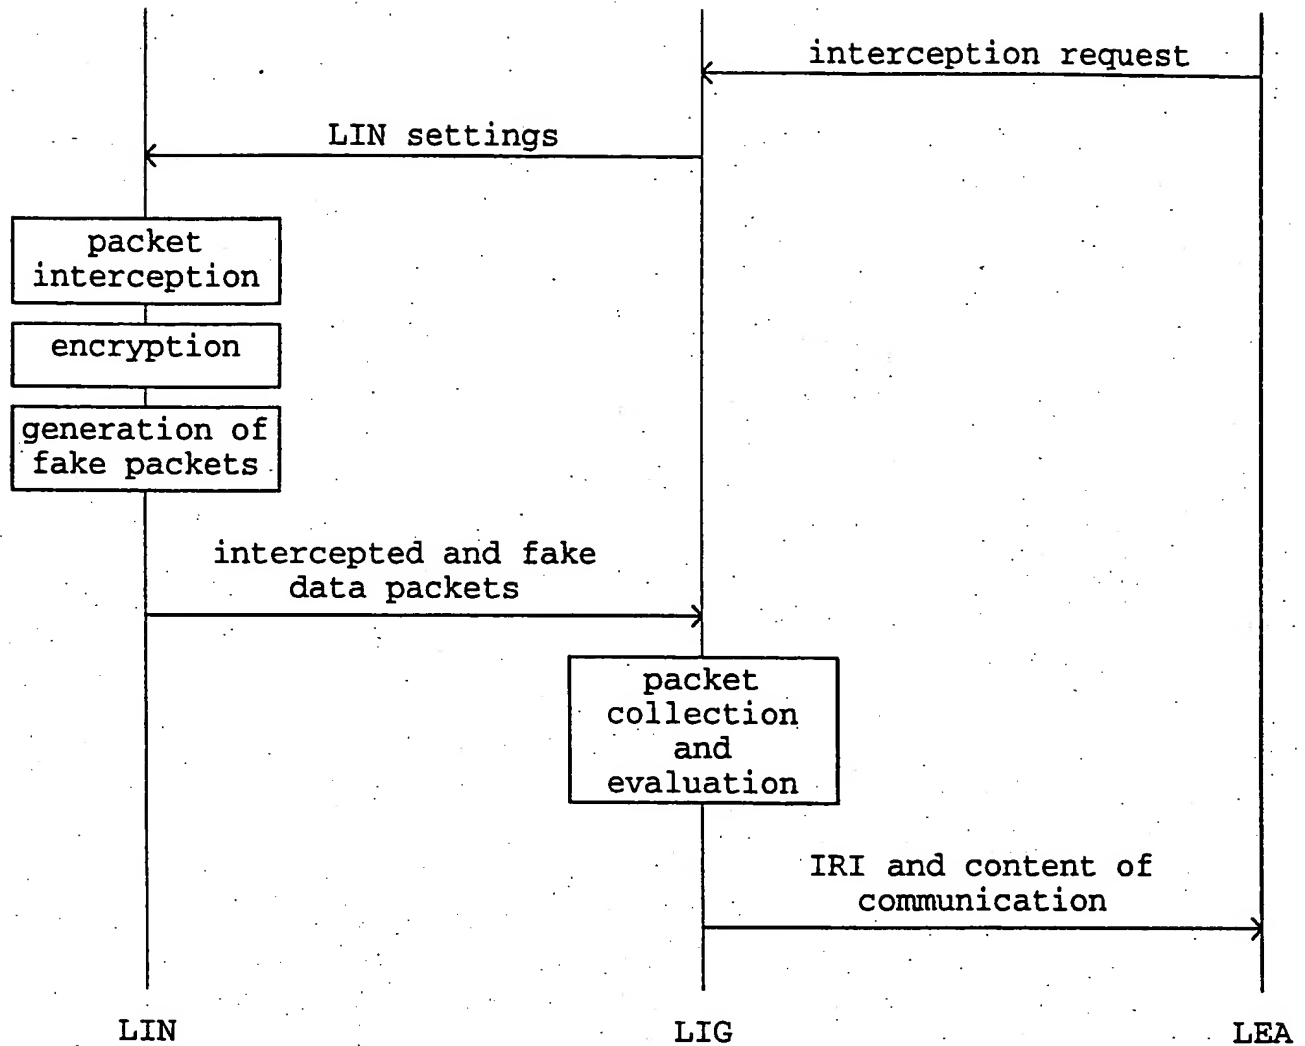 interception request
LIN settings
packet
interception
encryption
generation of
fake packets
intercepted and fake
data packets
packet
collection
and
evaluation
IRI and content of
communication
LIN
LIG
LEA